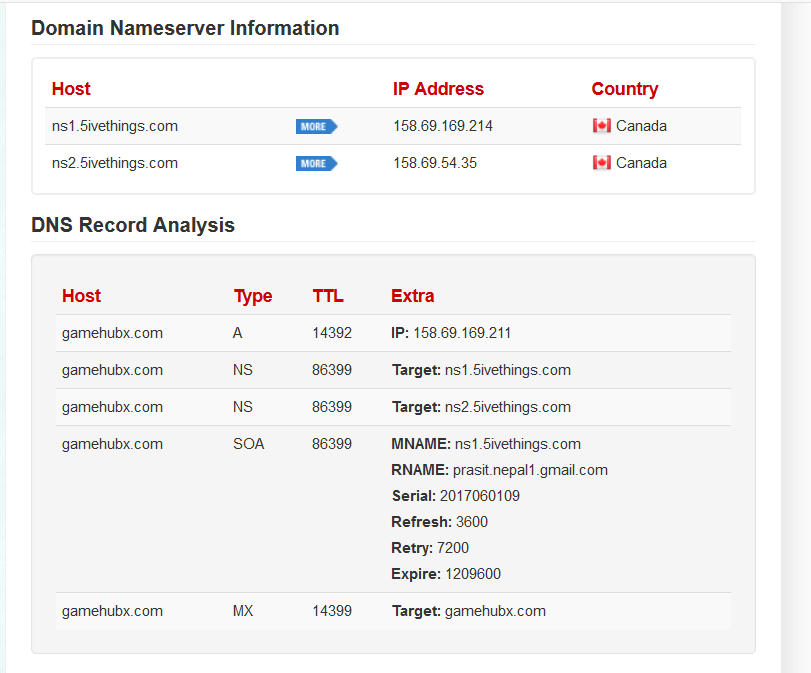 Domain Nameserver Information
Host IP Address Country
ns1.5ivethings.com MORE 158.69.169.214 Canada
ns2.5ivethings.com MORE 158.69.54.35 Canada
DNS Record Analysis
Host Type TTL Extra
gamehubx.com A 14392 IP: 158.69.169.211
gamehubx.com NS 86399 Target: ns1.5ivethings.com
gamehubx.com NS 86399 Target: ns2.5ivethings.com
gamehubx.com SOA 86399 MNAME: ns1.5ivethings.com
RNAME: prasit.nepal1.gmail.com
Serial: 2017060109
Refresh: 3600
Retry: 7200
Expire: 1209600
gamehubx.com MX 14399 Target: gamehubx.com